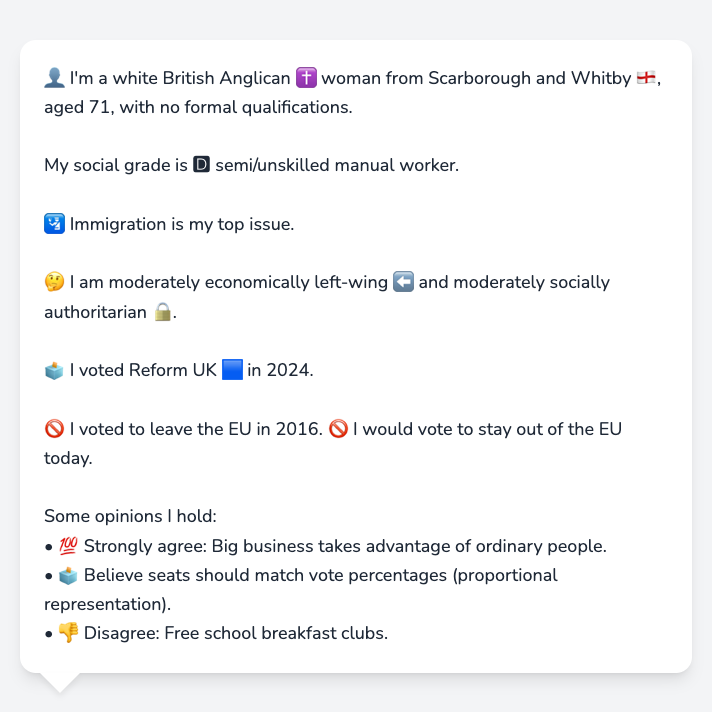 👤 I'm a white British Anglican ✝️ woman from Scarborough and Whitby 🏴󠁧󠁢󠁥󠁮󠁧󠁿,
aged 71, with no formal qualifications.
My social grade is 🅳 semi/unskilled manual worker.
🛂 Immigration is my top issue.
🤔 I am moderately economically left-wing ⬅️ and moderately socially
authoritarian 🔒.
🗳️ I voted Reform UK 🟦 in 2024.
🚫 I voted to leave the EU in 2016. 🚫 I would vote to stay out of the EU
today.
Some opinions I hold:
• 💯 Strongly agree: Big business takes advantage of ordinary people.
• 🗳️ Believe seats should match vote percentages (proportional
representation).
• 👎 Disagree: Free school breakfast clubs.